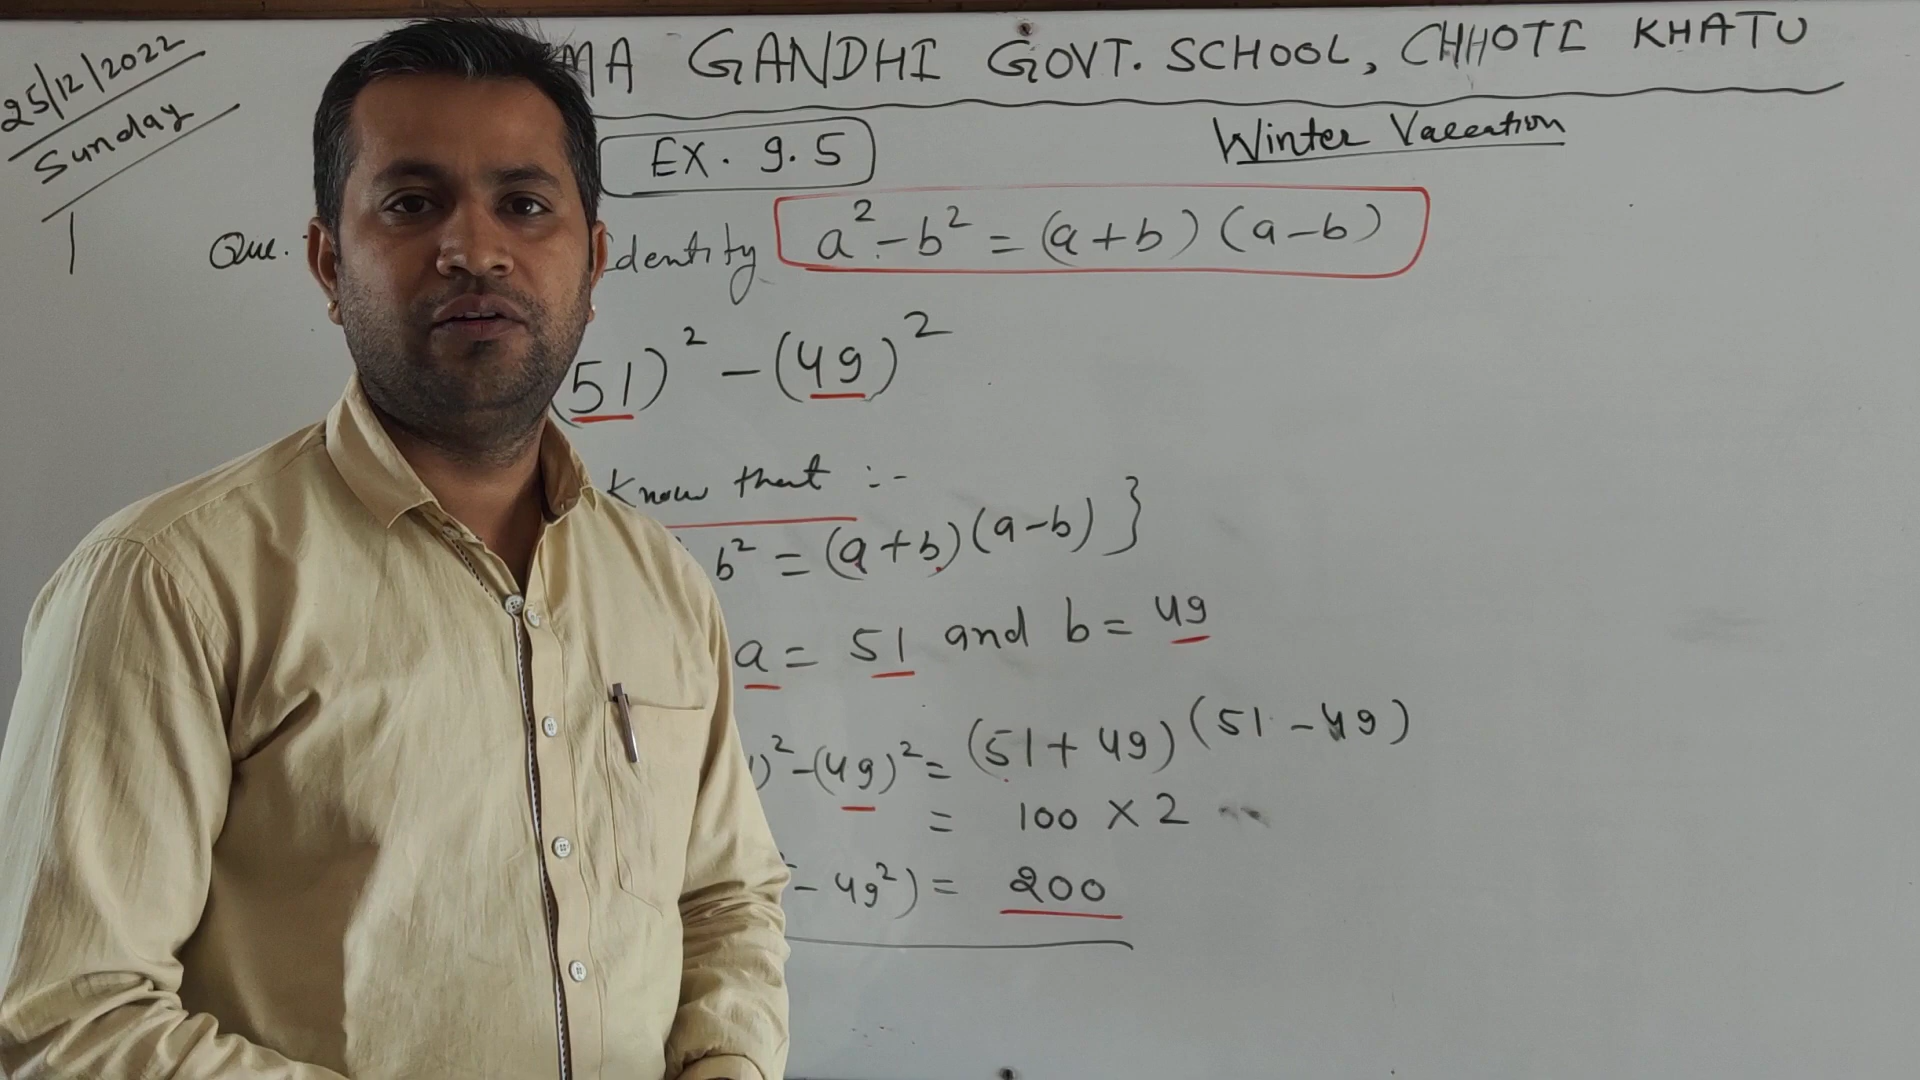 25/12/2022
Sunday
MA GANDHI GOVT. SCHOOL, CHHOTI KHATU
EX. 9.5
Winter Vacation
Que. Identity a² - b² = (a+b) (a-b)
(51)² - (49)²
Know that :-
b² = (a+b)(a-b) }
a = 51 and b = 49
1)² - (49)² = (51+49) (51-49)
= 100 × 2
- 49²) = 200